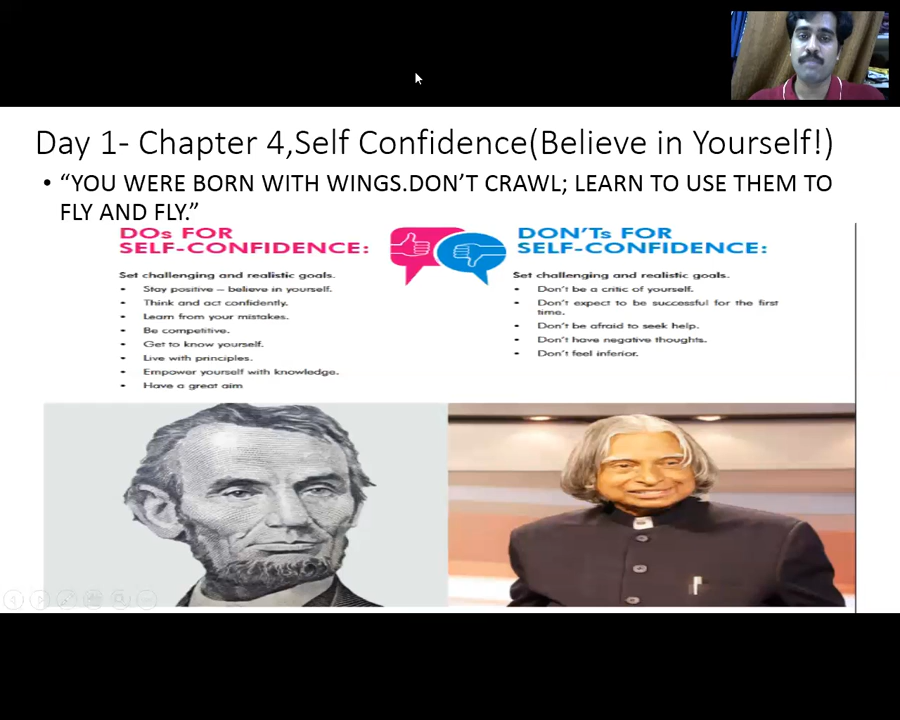 Day 1- Chapter 4,Self Confidence(Believe in Yourself!)
• “YOU WERE BORN WITH WINGS.DON’T CRAWL; LEARN TO USE THEM TO
FLY AND FLY.”
DOs FOR
SELF-CONFIDENCE:
Set challenging and realistic goals.
• Stay positive – believe in yourself.
• Think and act confidently.
• Learn from your mistakes.
• Be competitive.
• Get to know yourself.
• Live with principles.
• Empower yourself with knowledge.
• Have a great aim
DON’Ts FOR
SELF-CONFIDENCE:
Set challenging and realistic goals.
• Don’t be a critic of yourself.
• Don’t expect to be successful for the first
time.
• Don’t be afraid to seek help.
• Don’t have negative thoughts.
• Don’t feel inferior.